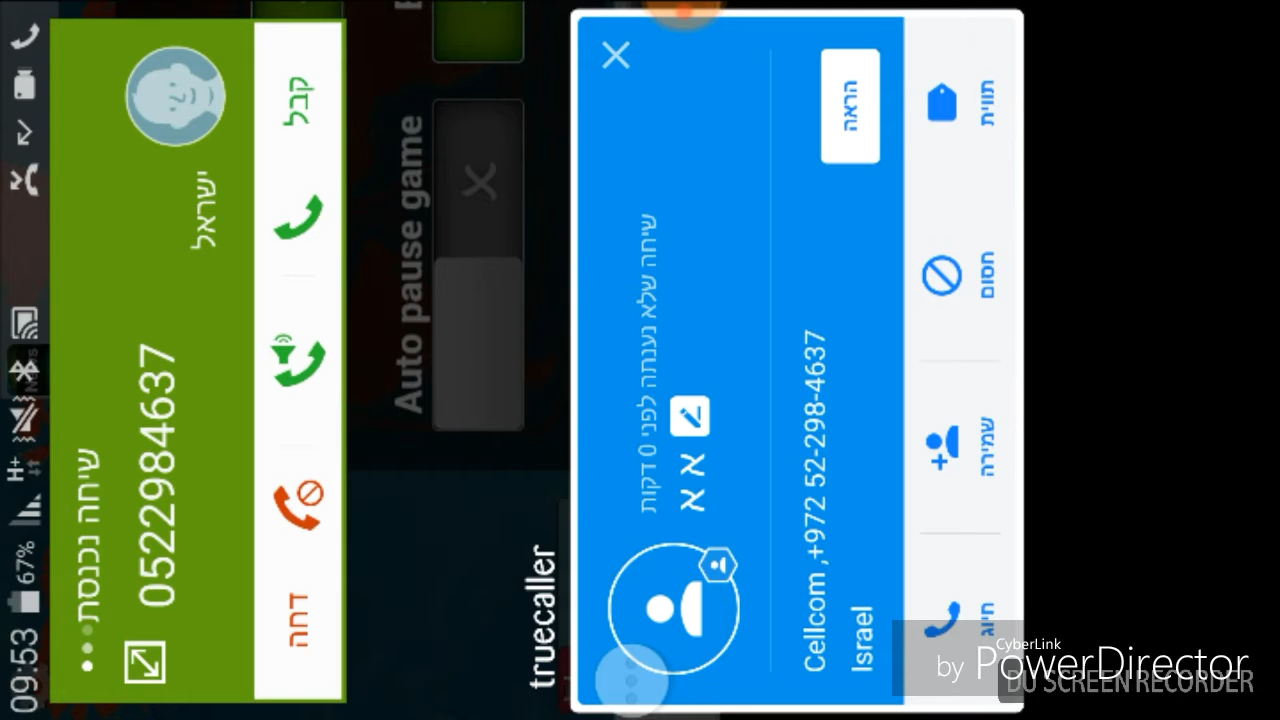 09:53 67% H+
שיחה נכנסת
0522984637
ישראל
דחה
קבל
Auto pause game
truecaller
שיחה שלא נענתה לפני 0 דקות
א א
Cellcom ,+972 52-298-4637
Israel
הראה
חיוג
שמירה
חסום
תווית
CyberLink
by PowerDirector
DU SCREEN RECORDER